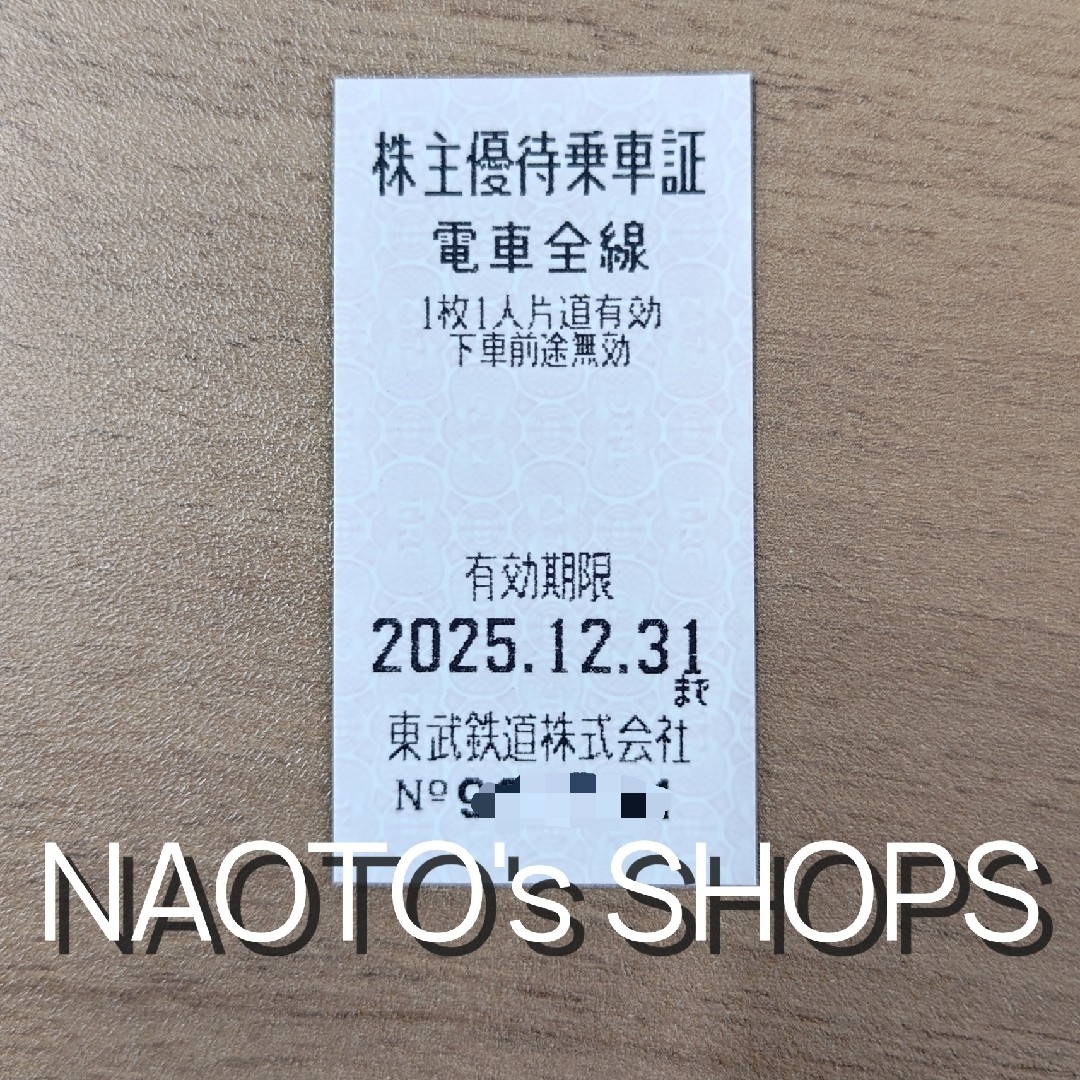 株主優待乗車証
電車全線
1枚1人片道有効
下車前途無効
有効期限
2025.12.31
まで
東武鉄道株式会社
Nº
NAOTO's SHOPS